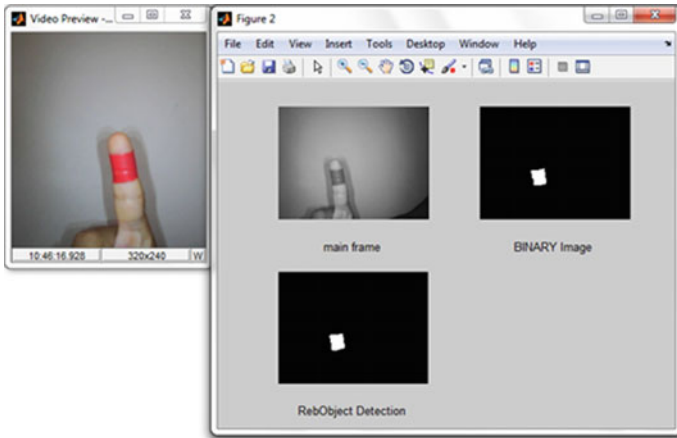 Video Preview -...
10:46:16.928 320x240 W
Figure 2
File Edit View Insert Tools Desktop Window Help
main frame
BINARY Image
RebObject Detection